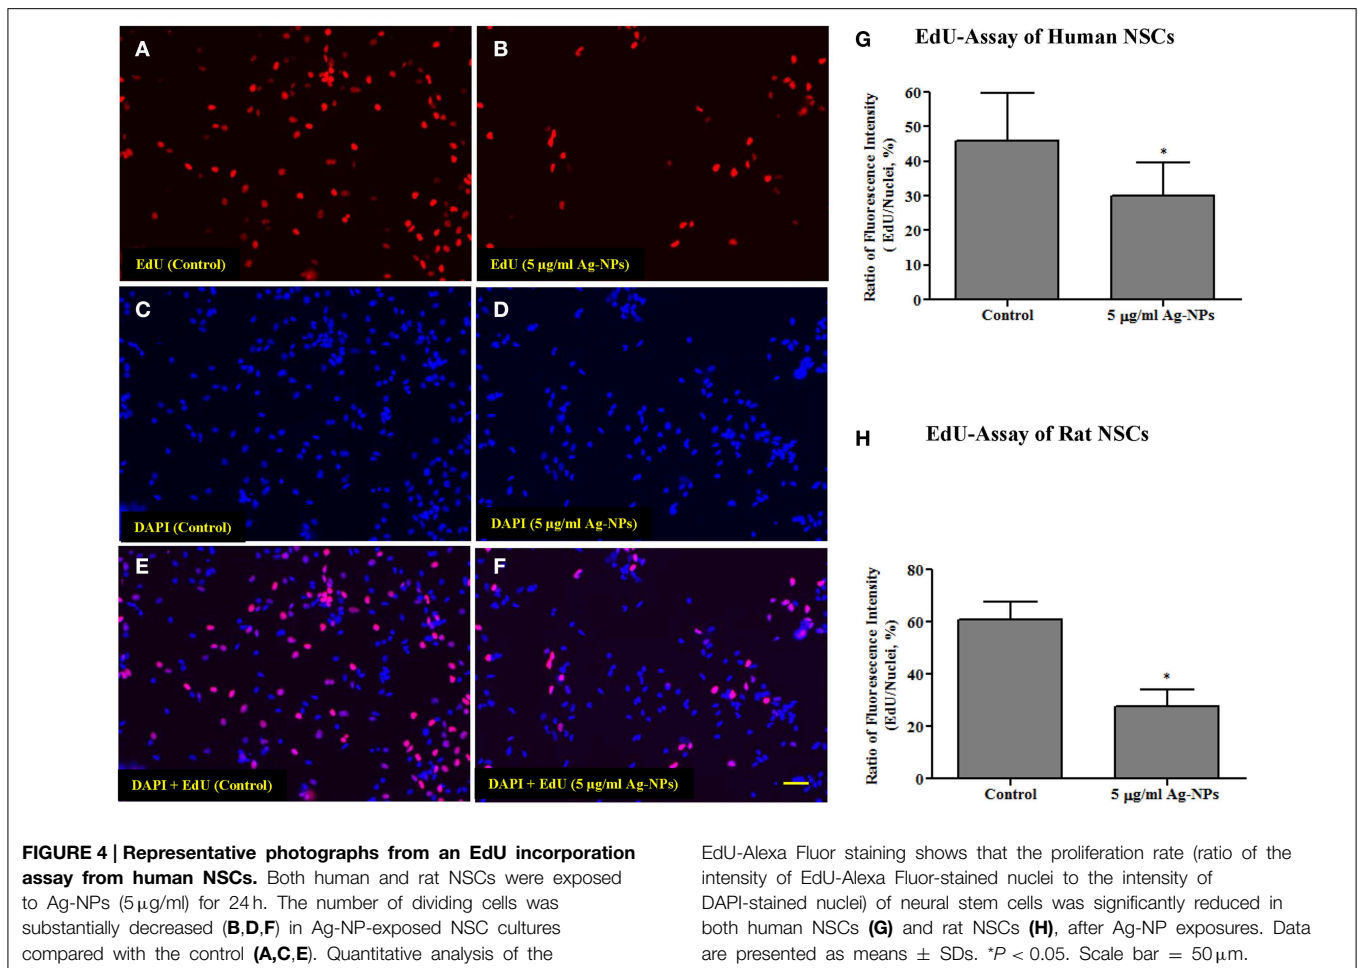 A
B
EdU (Control)
EdU (5 µg/ml Ag-NPs)
C
D
DAPI (Control)
DAPI (5 µg/ml Ag-NPs)
E
F
DAPI + EdU (Control)
DAPI + EdU (5 µg/ml Ag-NPs)
G
EdU-Assay of Human NSCs
Ratio of Fluorescence Intensity
( EdU/Nuclei, %)
60
50
40
30
20
10
0
*
Control
5 µg/ml Ag-NPs
H
EdU-Assay of Rat NSCs
Ratio of Fluorescence Intensity
(EdU/Nuclei, %)
80
60
40
20
0
*
Control
5 µg/ml Ag-NPs
FIGURE 4 | Representative photographs from an EdU incorporation
assay from human NSCs. Both human and rat NSCs were exposed
to Ag-NPs (5 µg/ml) for 24 h. The number of dividing cells was
substantially decreased (B,D,F) in Ag-NP-exposed NSC cultures
compared with the control (A,C,E). Quantitative analysis of the
EdU-Alexa Fluor staining shows that the proliferation rate (ratio of the
intensity of EdU-Alexa Fluor-stained nuclei to the intensity of
DAPI-stained nuclei) of neural stem cells was significantly reduced in
both human NSCs (G) and rat NSCs (H), after Ag-NP exposures. Data
are presented as means ± SDs. *P < 0.05. Scale bar = 50 µm.